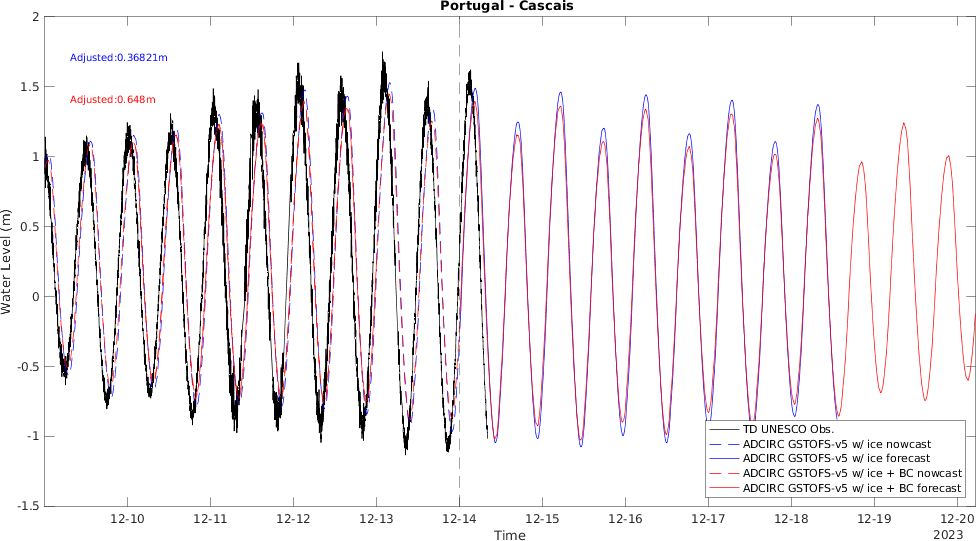 Portugal - Cascais
Adjusted:0.36821m
Adjusted:0.648m
Water Level (m)
2
1.5
1
0.5
0
-0.5
-1
-1.5
TD UNESCO Obs.
ADCIRC GSTOFS-v5 w/ ice nowcast
ADCIRC GSTOFS-v5 w/ ice forecast
ADCIRC GSTOFS-v5 w/ ice + BC nowcast
ADCIRC GSTOFS-v5 w/ ice + BC forecast
12-10 12-11 12-12 12-13 12-14 12-15 12-16 12-17 12-18 12-19 12-20
Time
2023